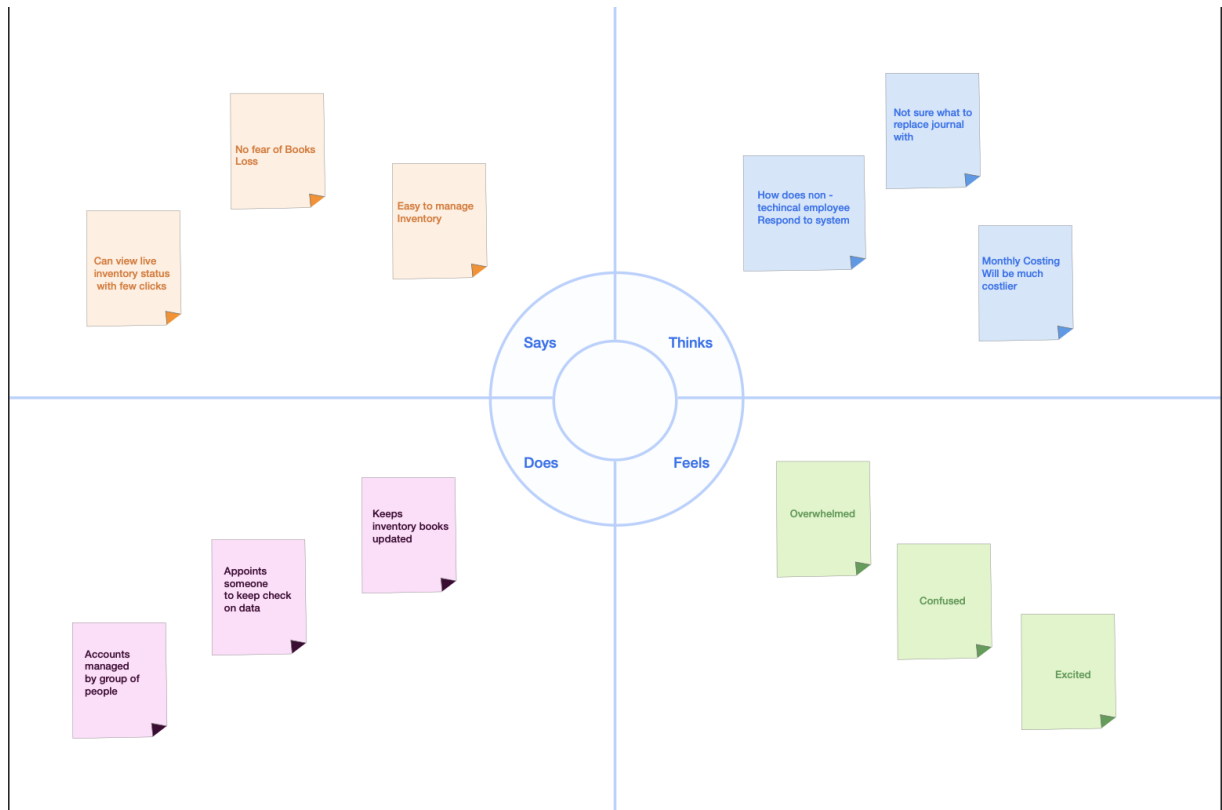 No fear of Books
Loss
Easy to manage
Inventory
Can view live
inventory status
with few clicks
Not sure what to
replace journal
with
How does non -
techincal employee
Respond to system
Monthly Costing
Will be much
costlier
Says
Thinks
Does
Feels
Keeps
inventory books
updated
Appoints
someone
to keep check
on data
Accounts
managed
by group of
people
Overwhelmed
Confused
Excited